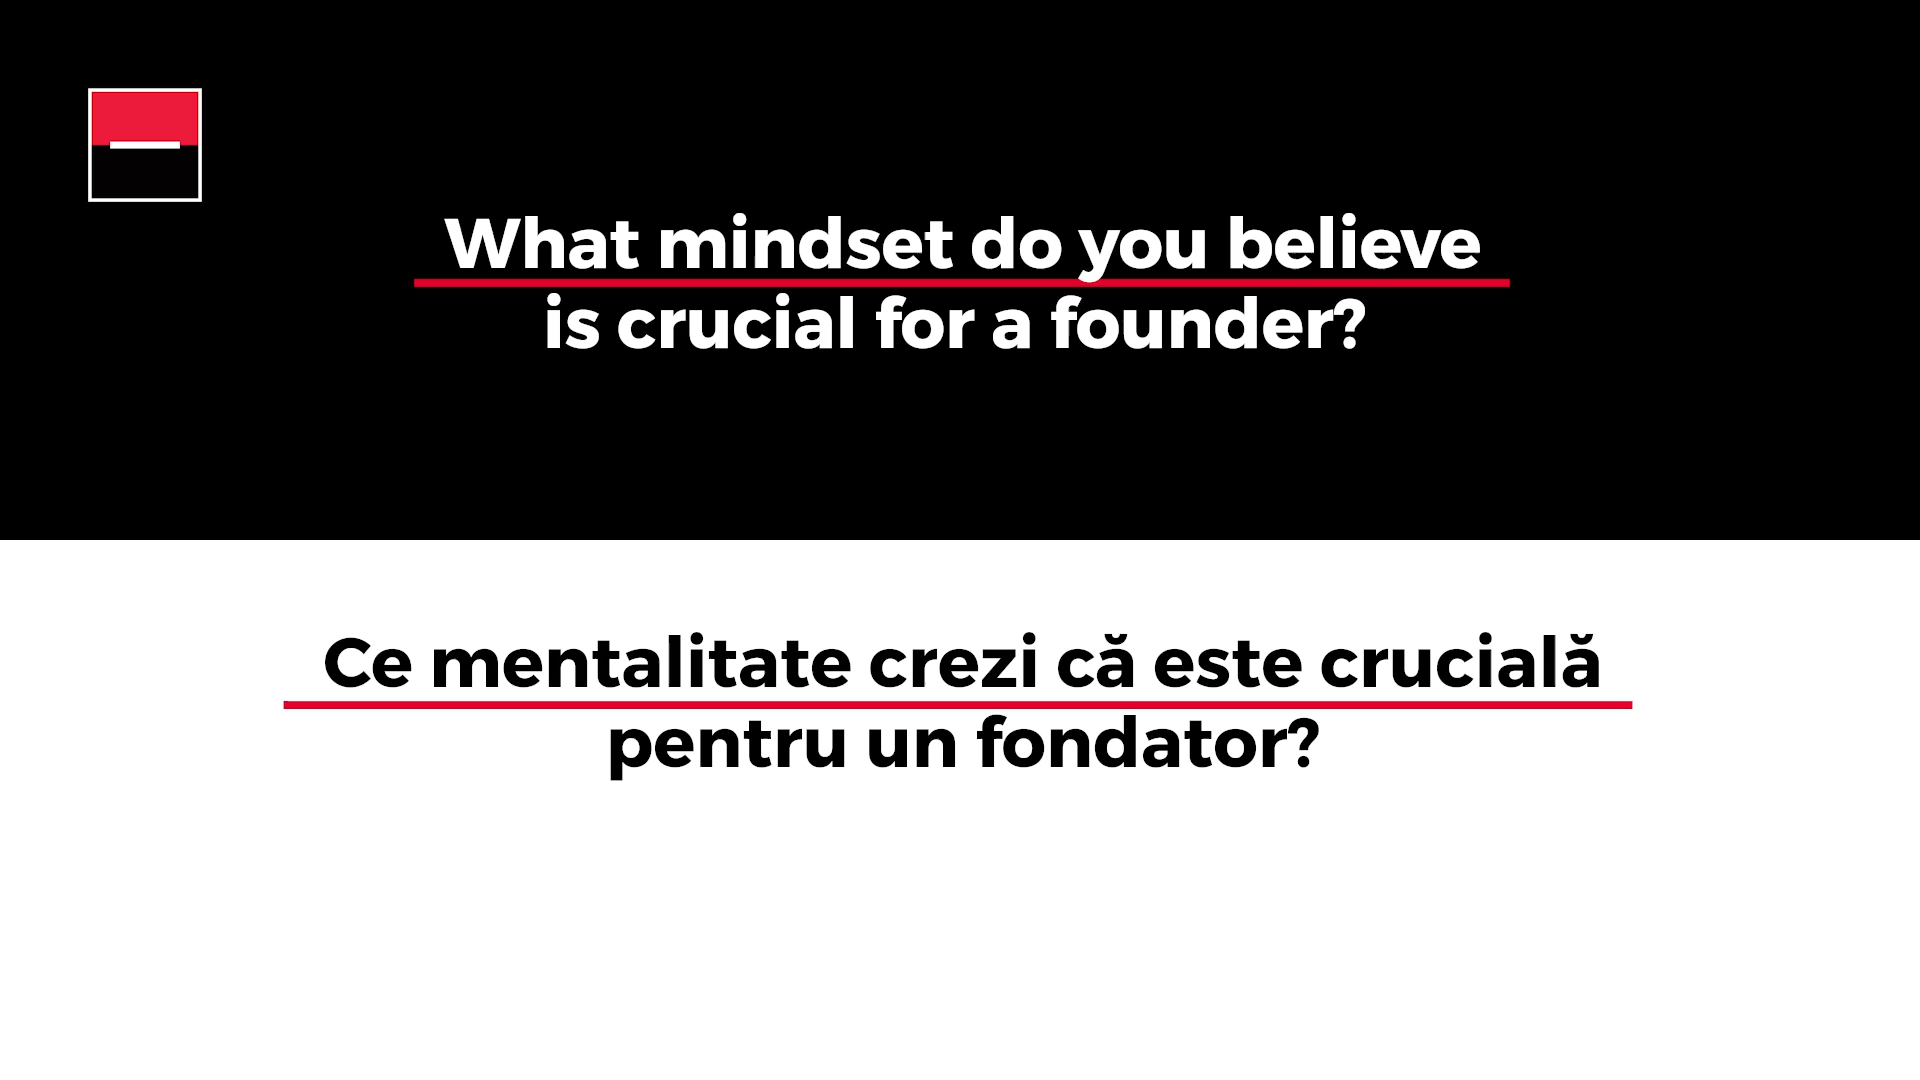 What mindset do you believe
is crucial for a founder?
Ce mentalitate crezi că este crucială
pentru un fondator?